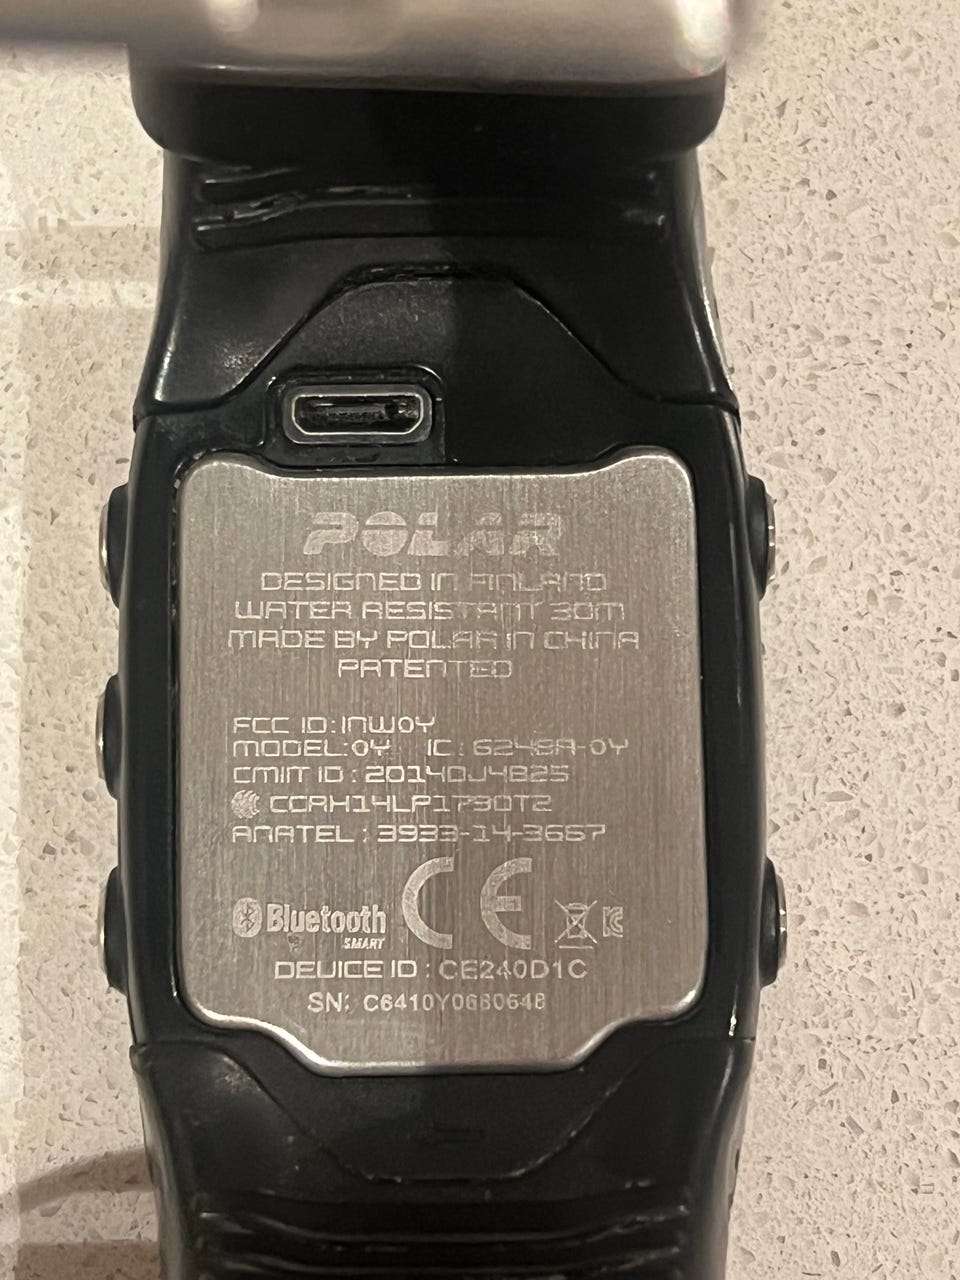 POLAR
DESIGNED IN FINLAND
WATER RESISTANT 30M
MADE BY POLAR IN CHINA
PATENTED
FCC ID: INW0Y
MODEL:0Y IC: 6248A-0Y
CMIIT ID: 2014DJ4825
CCAH14LP1790T2
ANATEL: 3933-14-3667
Bluetooth
SMART
CE
DEVICE ID: CE240D1C
SN: C6410Y0680648